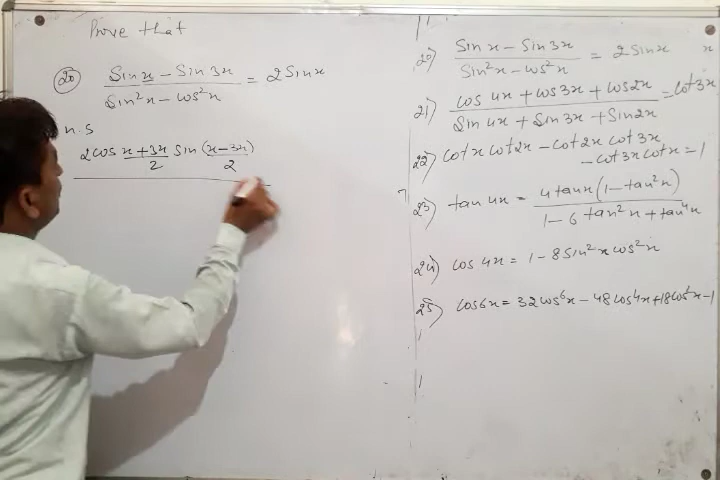 Prove that
20) (Sin x - Sin 3x)/(Sin²x - Cos²x) = 2 Sin x
H.S
2 cos (x+3x)/2 Sin (x-3x)/2
20) (Sin x - Sin 3x)/(Sin²x - Cos²x) = 2 Sin x x
21) (Cos 4x + Cos 3x + Cos 2x)/(Sin 4x + Sin 3x + Sin 2x) = Cot 3x
22) Cot x Cot 2x - Cot 2x Cot 3x
- Cot 3x Cot x = 1
23) tan 4x = 4 tan x (1 - tan²x)/(1 - 6 tan²x + tan⁴x)
24) Cos 4x = 1 - 8 Sin²x Cos²x
25) Cos 6x = 32 Cos⁶x - 48 Cos⁴x + 18 Cos²x - 1